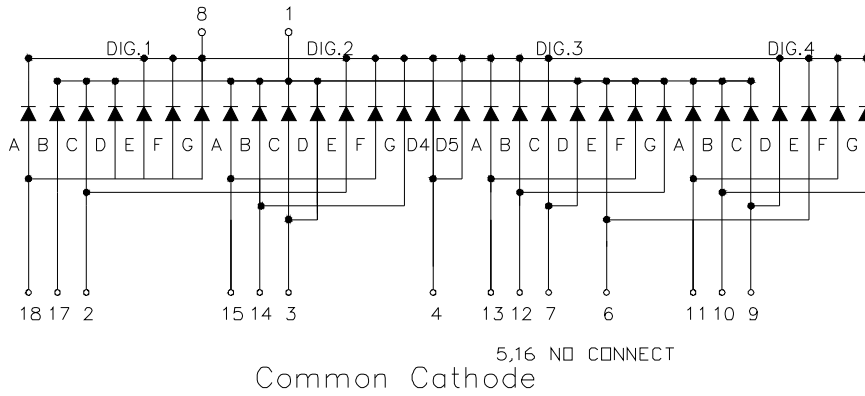 8 1
DIG.1 DIG.2 DIG.3 DIG.4
A B C D E F G A B C D E F G D4 D5 A B C D E F G A B C D E F G
18 17 2 15 14 3 4 13 12 7 6 11 10 9
5,16 NO CONNECT
Common Cathode